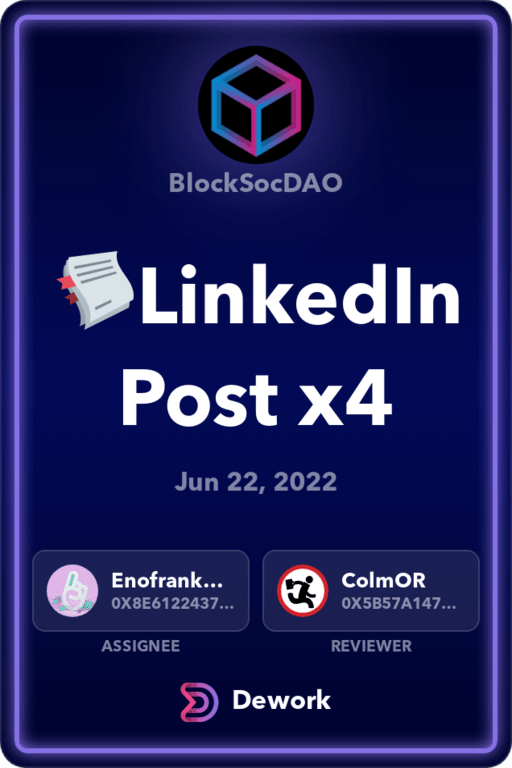 BlockSocDAO
LinkedIn
Post x4
Jun 22, 2022
Enofrank...
0X8E6122437...
ASSIGNEE
ColmOR
0X5B57A147...
REVIEWER
Dework